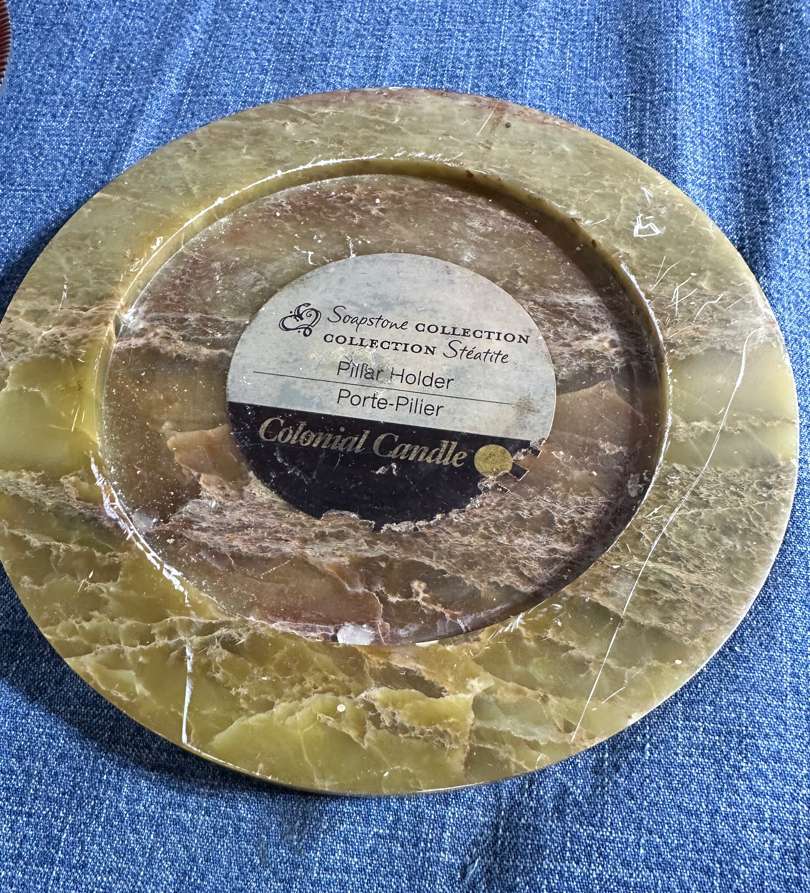 Soapstone COLLECTION
COLLECTION Stéatite
Pillar Holder
Porte-Pilier
Colonial Candle